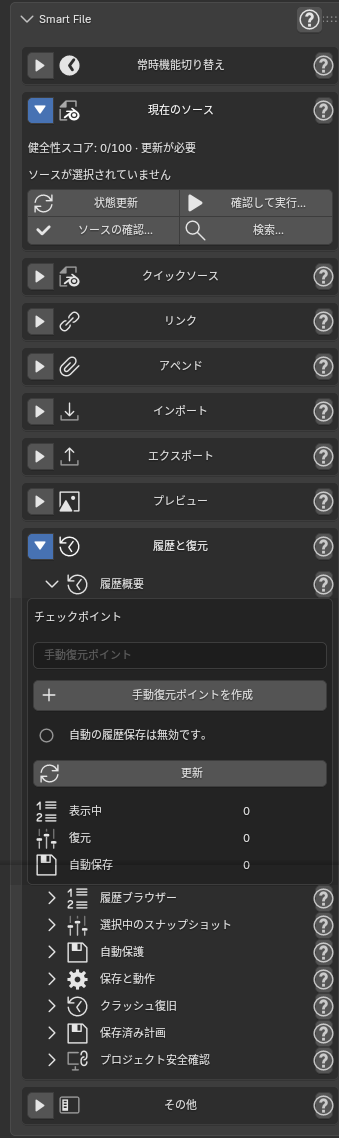 Smart File
常時機能切り替え
現在のソース
健全性スコア: 0/100 · 更新が必要
ソースが選択されていません
状態更新
確認して実行...
ソースの確認...
検索...
クイックソース
リンク
アペンド
インポート
エクスポート
プレビュー
履歴と復元
履歴概要
チェックポイント
手動復元ポイント
手動復元ポイントを作成
自動の履歴保存は無効です。
更新
表示中 0
復元 0
自動保存 0
履歴ブラウザー
選択中のスナップショット
自動保護
保存と動作
クラッシュ復旧
保存済み計画
プロジェクト安全確認
その他